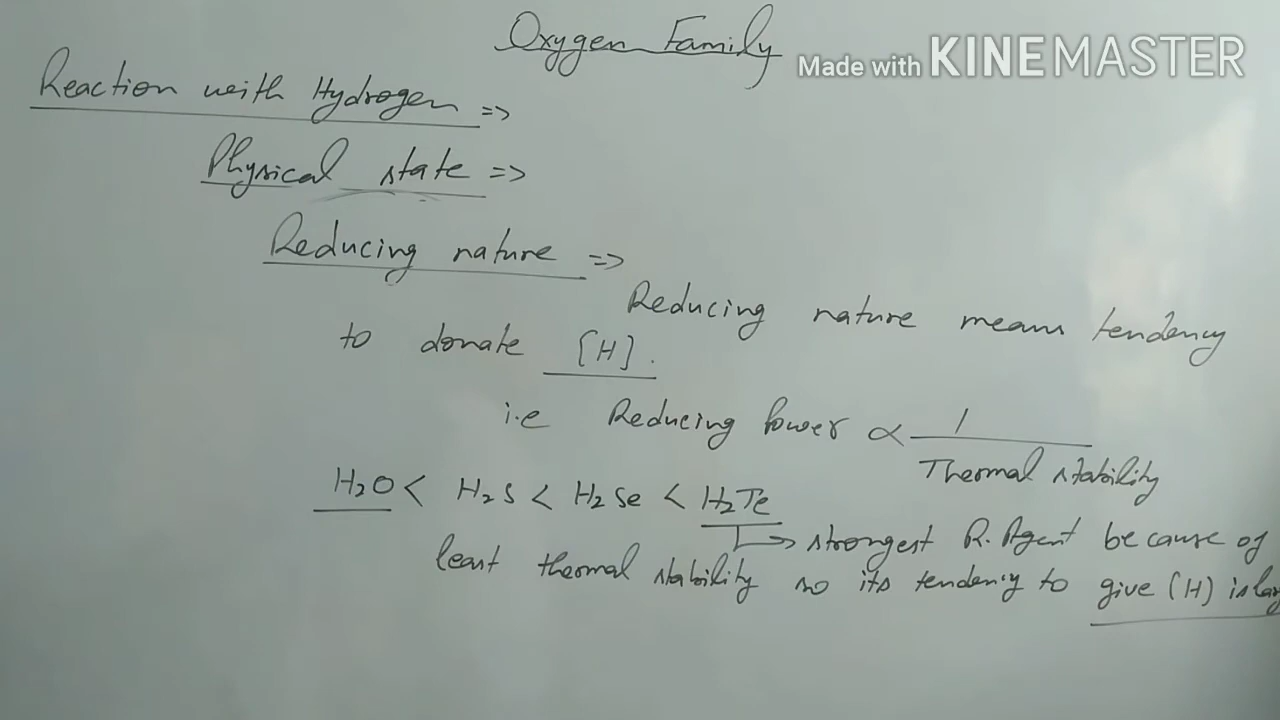 Oxygen Family
Made with KINEMASTER
Reaction with Hydrogen =>
Physical state =>
Reducing nature =>
Reducing nature means tendency
to donate [H].
i.e Reducing Power ∝ 1
Thermal stability
H₂O < H₂S < H₂Se < H₂Te
strongest R. Agent because of
least thermal stability so its tendency to give (H) is